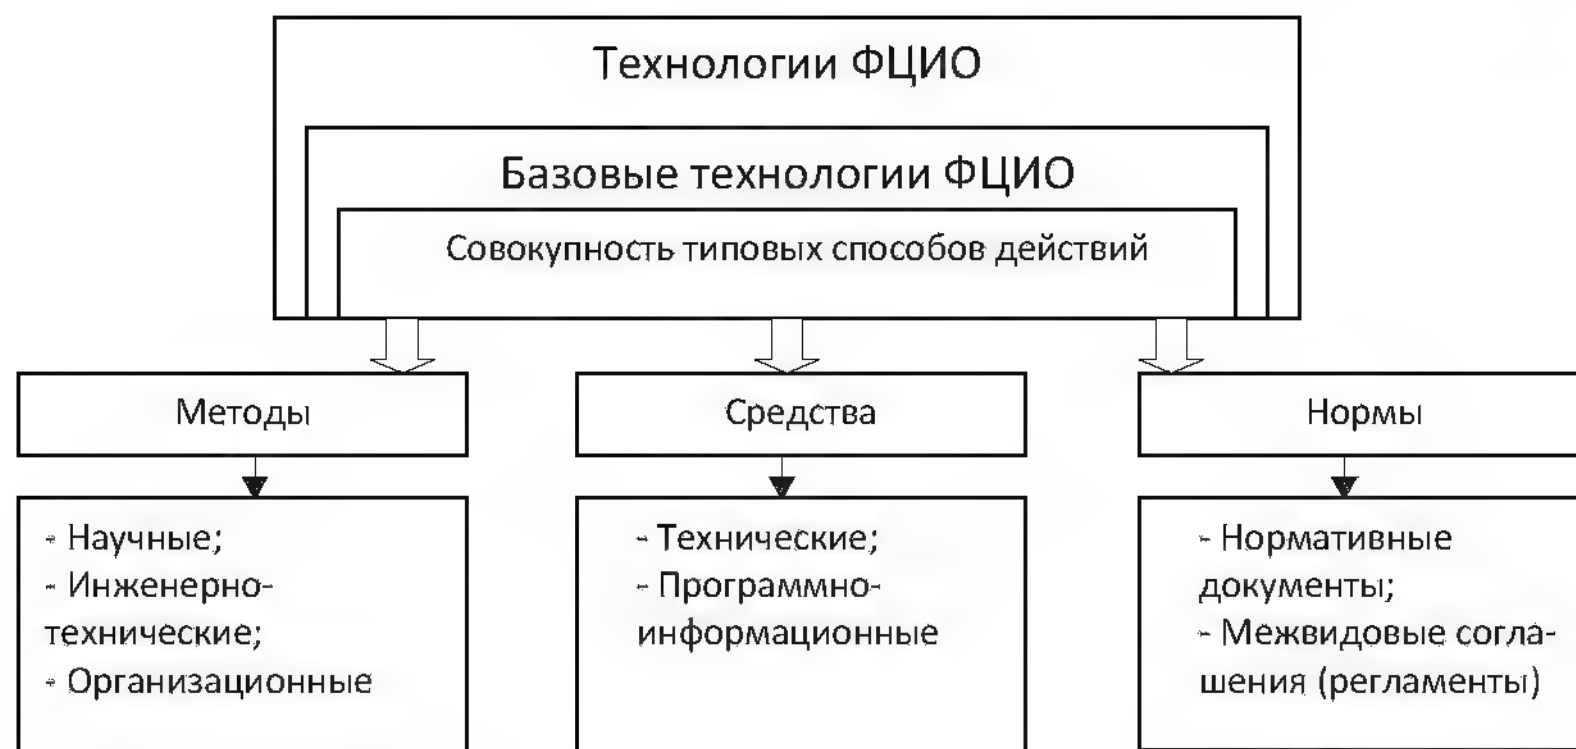 Технологии ФЦИО
Базовые технологии ФЦИО
Совокупность типовых способов действий
Методы
Средства
Нормы
- Научные;
- Инженерно-
технические;
- Организационные
- Технические;
- Программно-
информационные
- Нормативные
документы;
- Межвидовые согла-
шения (регламенты)